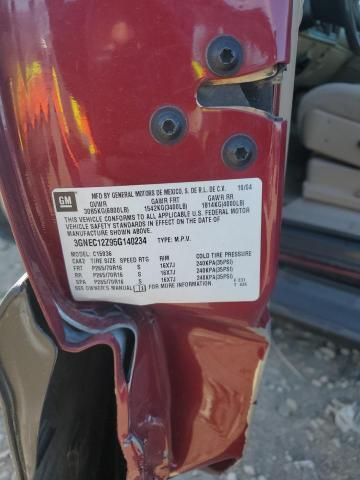 GM
MFD BY GENERAL MOTORS DE MEXICO, S. DE R.L. DE C.V. 10/04
GVWR GAWR FRT GAWR RR
3085KG(6800LB) 1542KG(3400LB) 1814KG(4000LB)
THIS VEHICLE CONFORMS TO ALL APPLICABLE U.S. FEDERAL MOTOR
VEHICLE SAFETY STANDARDS IN EFFECT ON THE DATE OF
MANUFACTURE SHOWN ABOVE.
3GNEC12Z95G140234 TYPE: M.P.V.
MODEL: C15936
TIRE SIZE SPEED RTG RIM COLD TIRE PRESSURE
FRT P265/70R16 S 16X7J 240KPA(35PSI)
RR P265/70R16 S 16X7J 240KPA(35PSI)
SPA P265/70R16 S 16X7J 240KPA(35PSI)
SEE OWNER'S MANUAL FOR MORE INFORMATION.